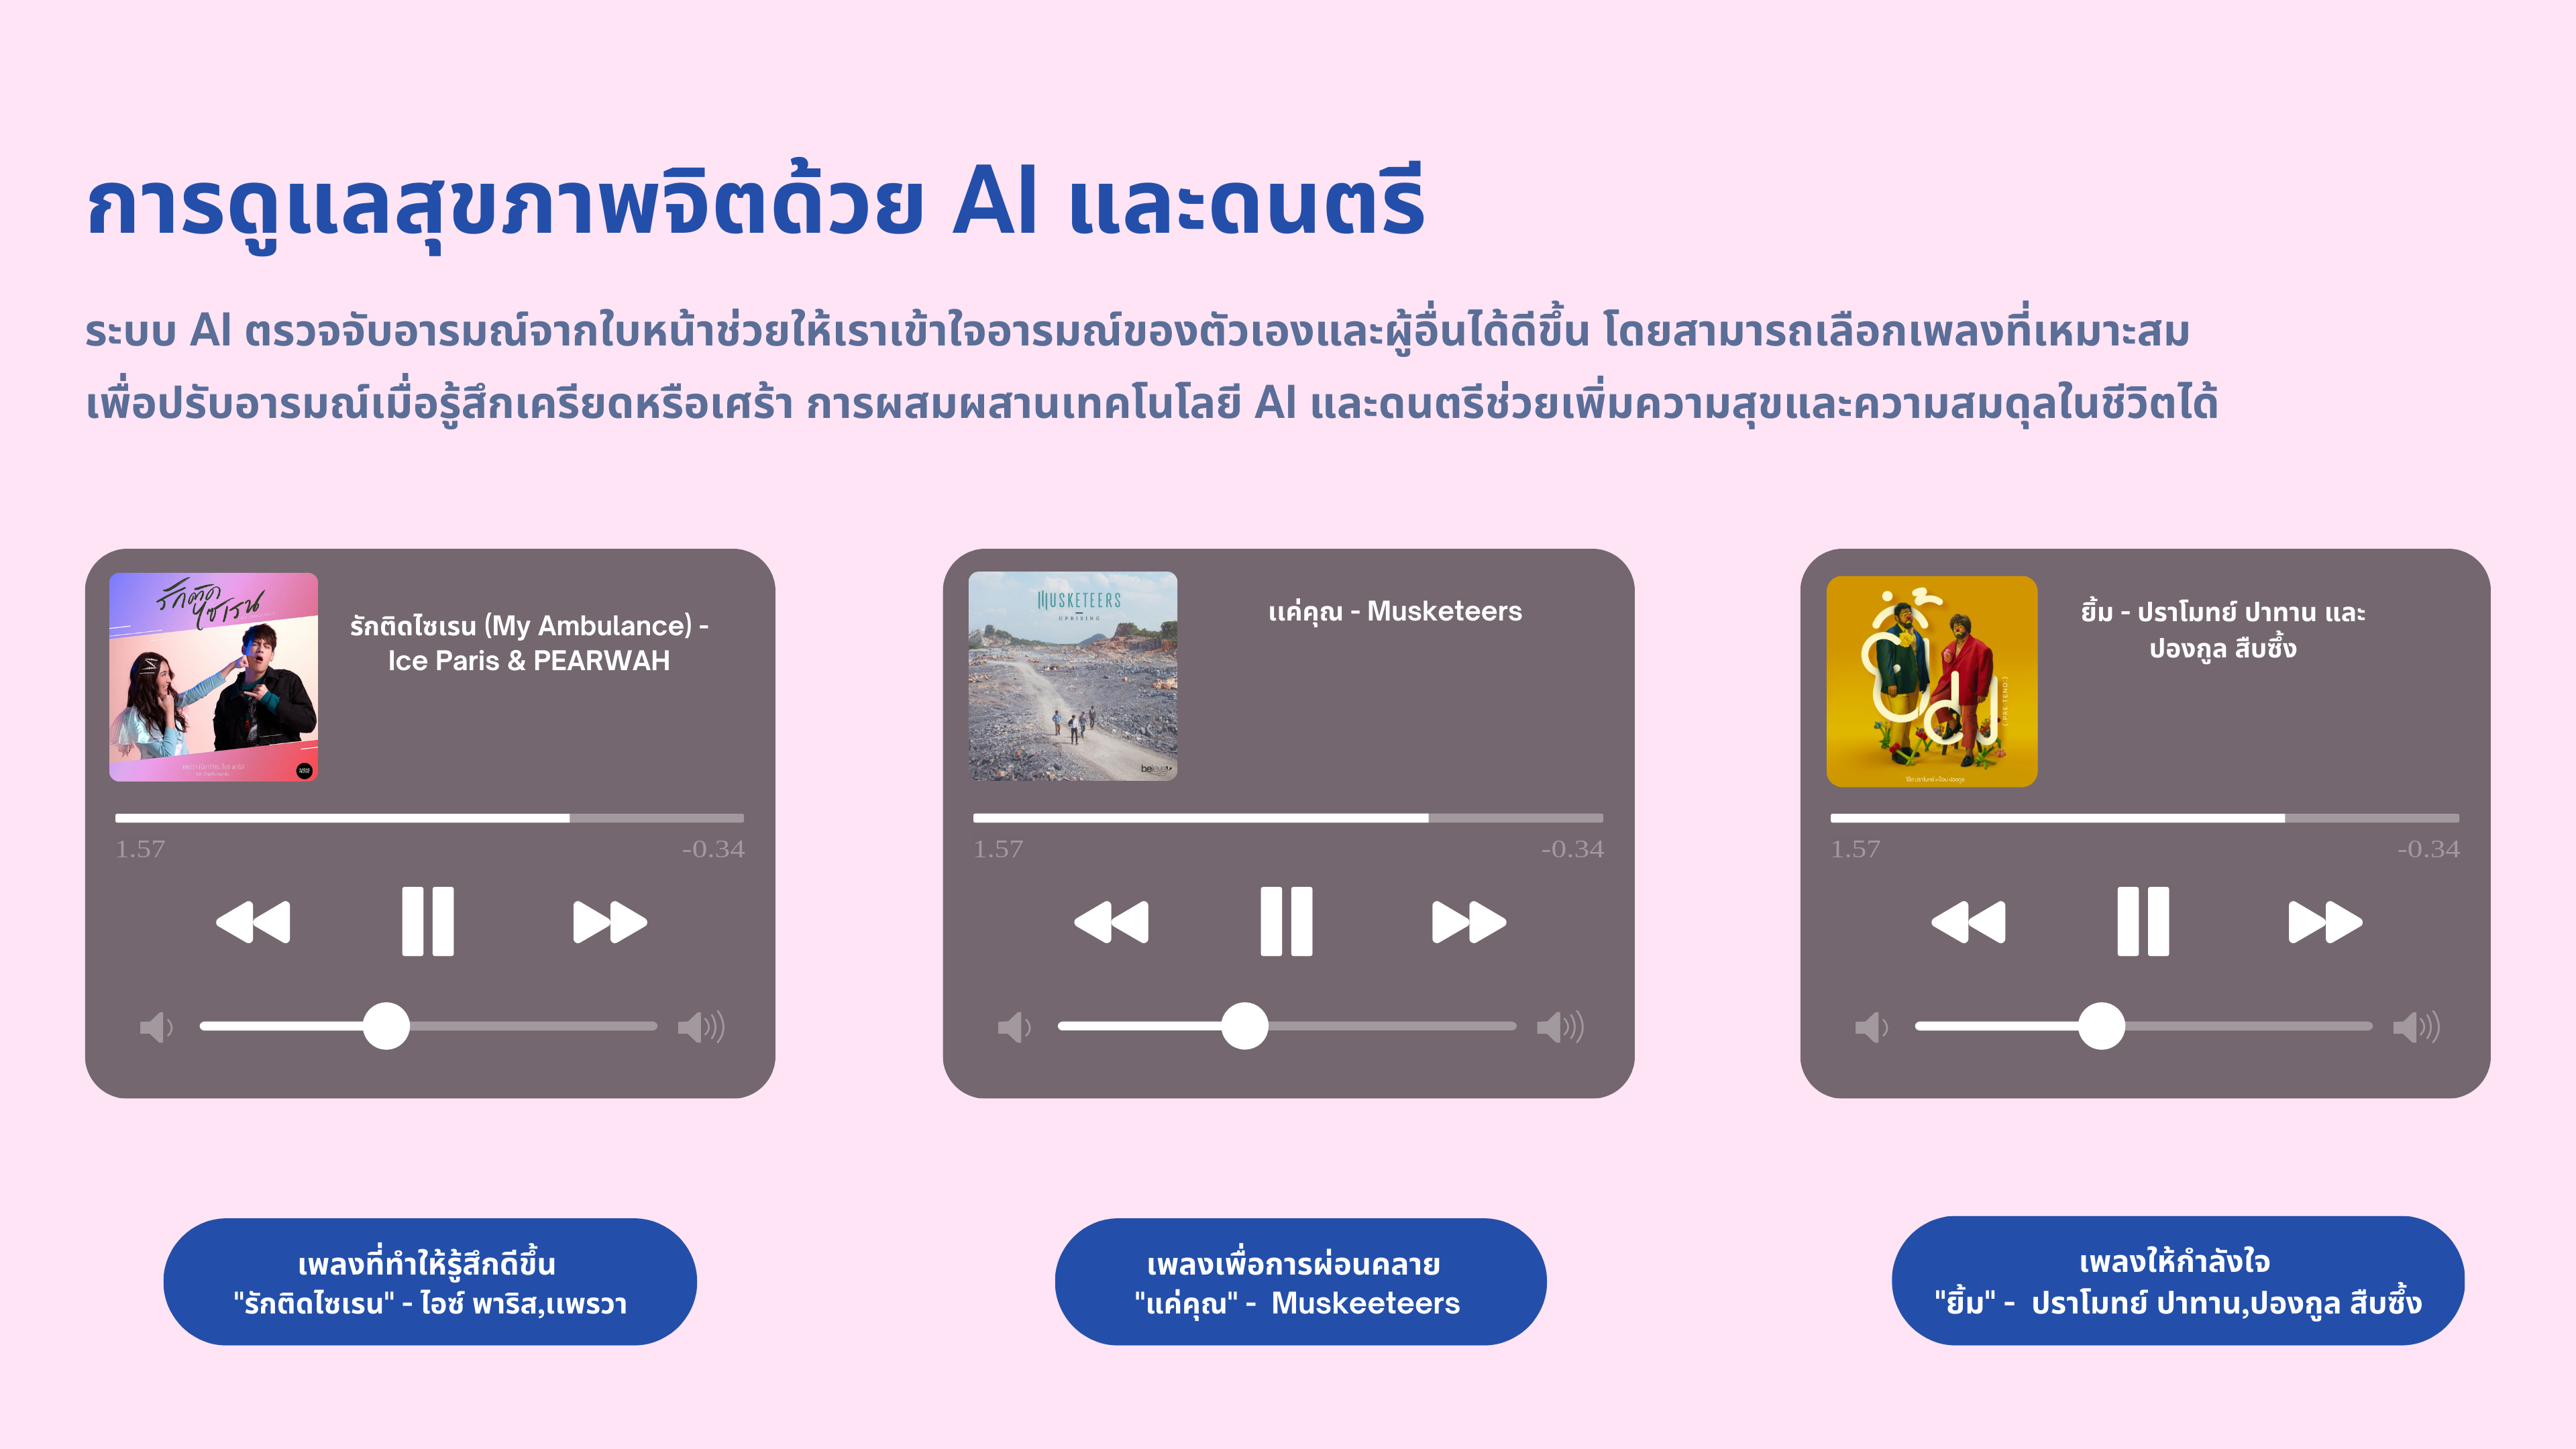 การดูแลสุขภาพจิตด้วย AI และดนตรี
ระบบ AI ตรวจจับอารมณ์จากใบหน้าช่วยให้เราเข้าใจอารมณ์ของตัวเองและผู้อื่นได้ดีขึ้น โดยสามารถเลือกเพลงที่เหมาะสม
เพื่อปรับอารมณ์เมื่อรู้สึกเครียดหรือเศร้า การผสมผสานเทคโนโลยี AI และดนตรีช่วยเพิ่มความสุขและความสมดุลในชีวิตได้
รักติด
ไซเรน
รักติดไซเรน (My Ambulance) -
Ice Paris & PEARWAH
1.57
-0.34
MUSKETEERS
UPRISING
แค่คุณ - Musketeers
1.57
-0.34
ยิ้ม
(PRE-TEND:)
ยิ้ม - ปราโมทย์ ปาทาน และ
ปองกูล สืบซึ้ง
1.57
-0.34
เพลงที่ทำให้รู้สึกดีขึ้น
"รักติดไซเรน" - ไอซ์ พาริส,แพรวา
เพลงเพื่อการผ่อนคลาย
"แค่คุณ" - Muskeeteers
เพลงให้กำลังใจ
"ยิ้ม" - ปราโมทย์ ปาทาน,ปองกูล สืบซึ้ง